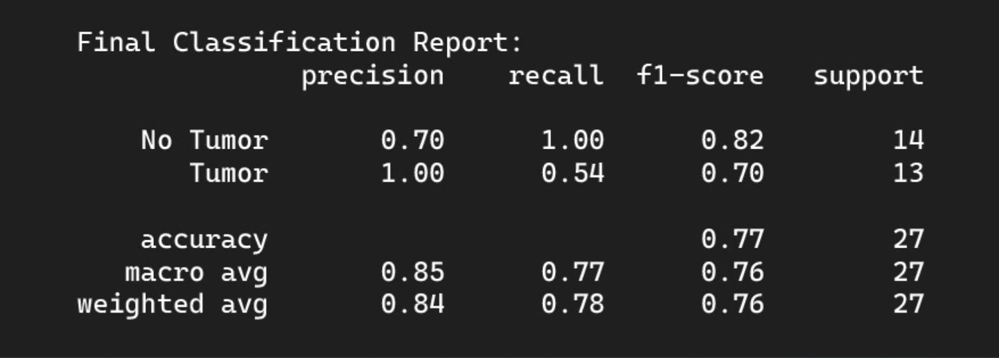 Final Classification Report:
precision recall f1-score support
No Tumor 0.70 1.00 0.82 14
Tumor 1.00 0.54 0.70 13
accuracy 0.77 27
macro avg 0.85 0.77 0.76 27
weighted avg 0.84 0.78 0.76 27